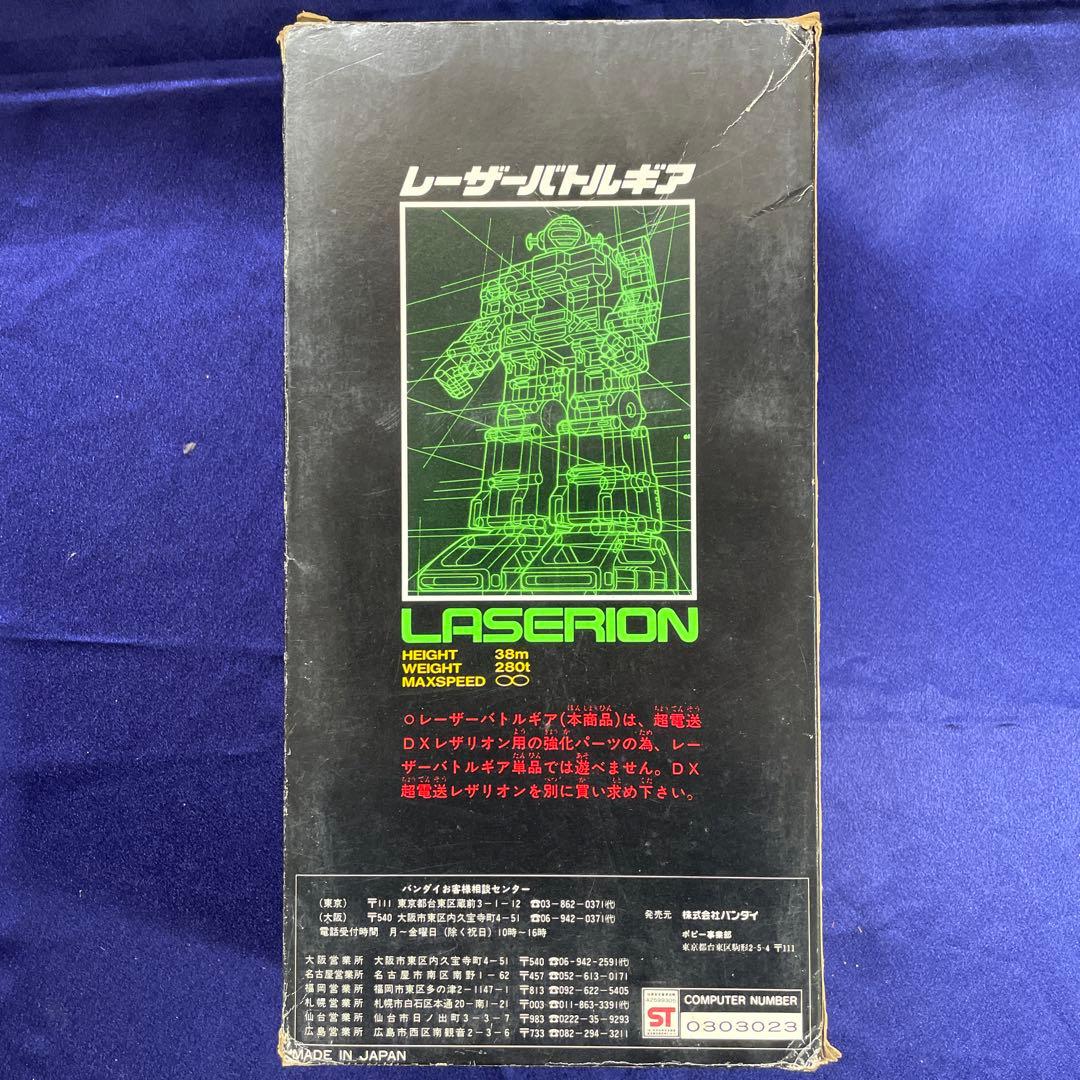 レーザーバトルギア
LASERION
HEIGHT 38m
WEIGHT 280t
MAXSPEED ∞
○レーザーバトルギア(本商品)は、超電送
DXレザリオン用の強化パーツの為、レー
ザーバトルギア単品では遊べません。DX
超電送レザリオンを別に買い求め下さい。
バンダイお客様相談センター
(東京) 〒111 東京都台東区蔵前3-1-12 ☎03-862-0371㈹
(大阪) 〒540 大阪市東区内久宝寺町4-51 ☎06-942-0371㈹
電話受付時間 月〜金曜日(除く祝日)10時〜16時
発売元 株式会社バンダイ
ポピー事業部
東京都台東区駒形2-5-4 〒111
大阪営業所 大阪市東区内久宝寺町4-51 〒540 ☎06-942-2591㈹
名古屋営業所 名古屋市南区南野1-62 〒457 ☎052-613-0171
福岡営業所 福岡市東区多の津2-1147-1 〒813 ☎092-622-5405
札幌営業所 札幌市白石区本通20-南1-21 〒003 ☎011-863-3391㈹
仙台営業所 仙台市日ノ出町3-3-7 〒983 ☎0222-35-9293
広島営業所 広島市西区南観音2-3-6 〒733 ☎082-294-3211
ST
COMPUTER NUMBER
0303023
MADE IN JAPAN